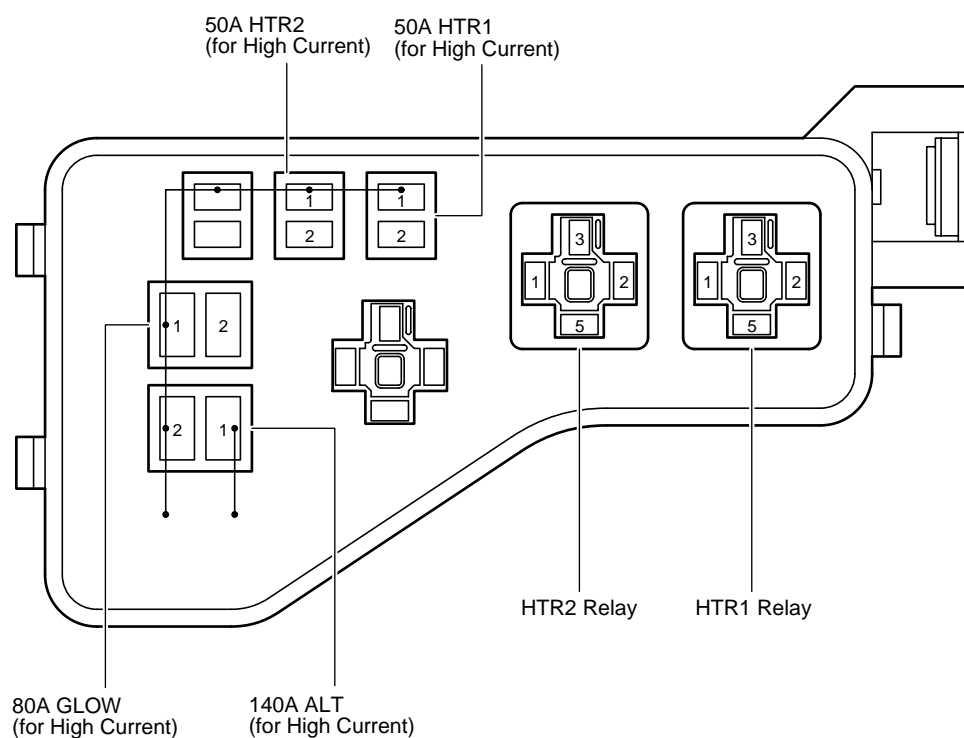 50A HTR2
(for High Current)
50A HTR1
(for High Current)
1
1
2
2
3
1
2
5
3
1
2
5
1
2
2
1
HTR2 Relay
HTR1 Relay
80A GLOW
(for High Current)
140A ALT
(for High Current)